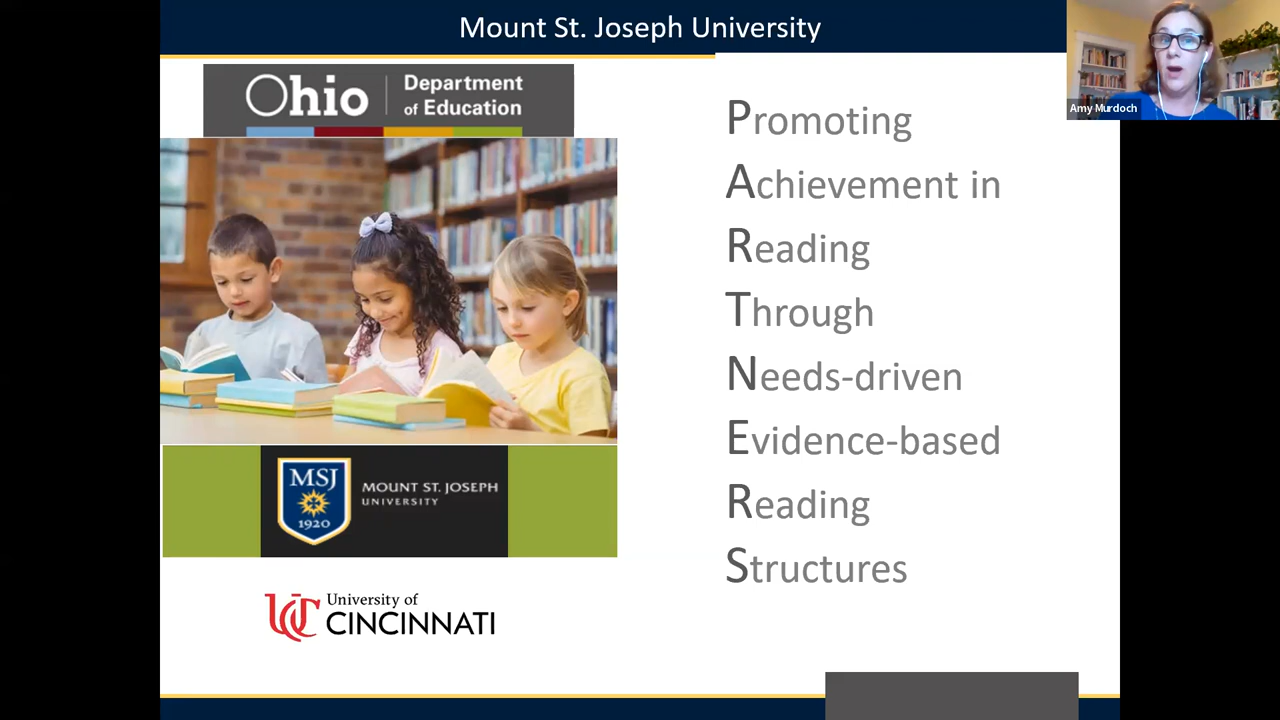 Mount St. Joseph University
Ohio
Department
of Education
Promoting
Achievement in
Reading
Through
Needs-driven
Evidence-based
Reading
Structures
MSJ
1920
MOUNT ST. JOSEPH
UNIVERSITY
UC
University of
CINCINNATI
Amy Murdoch